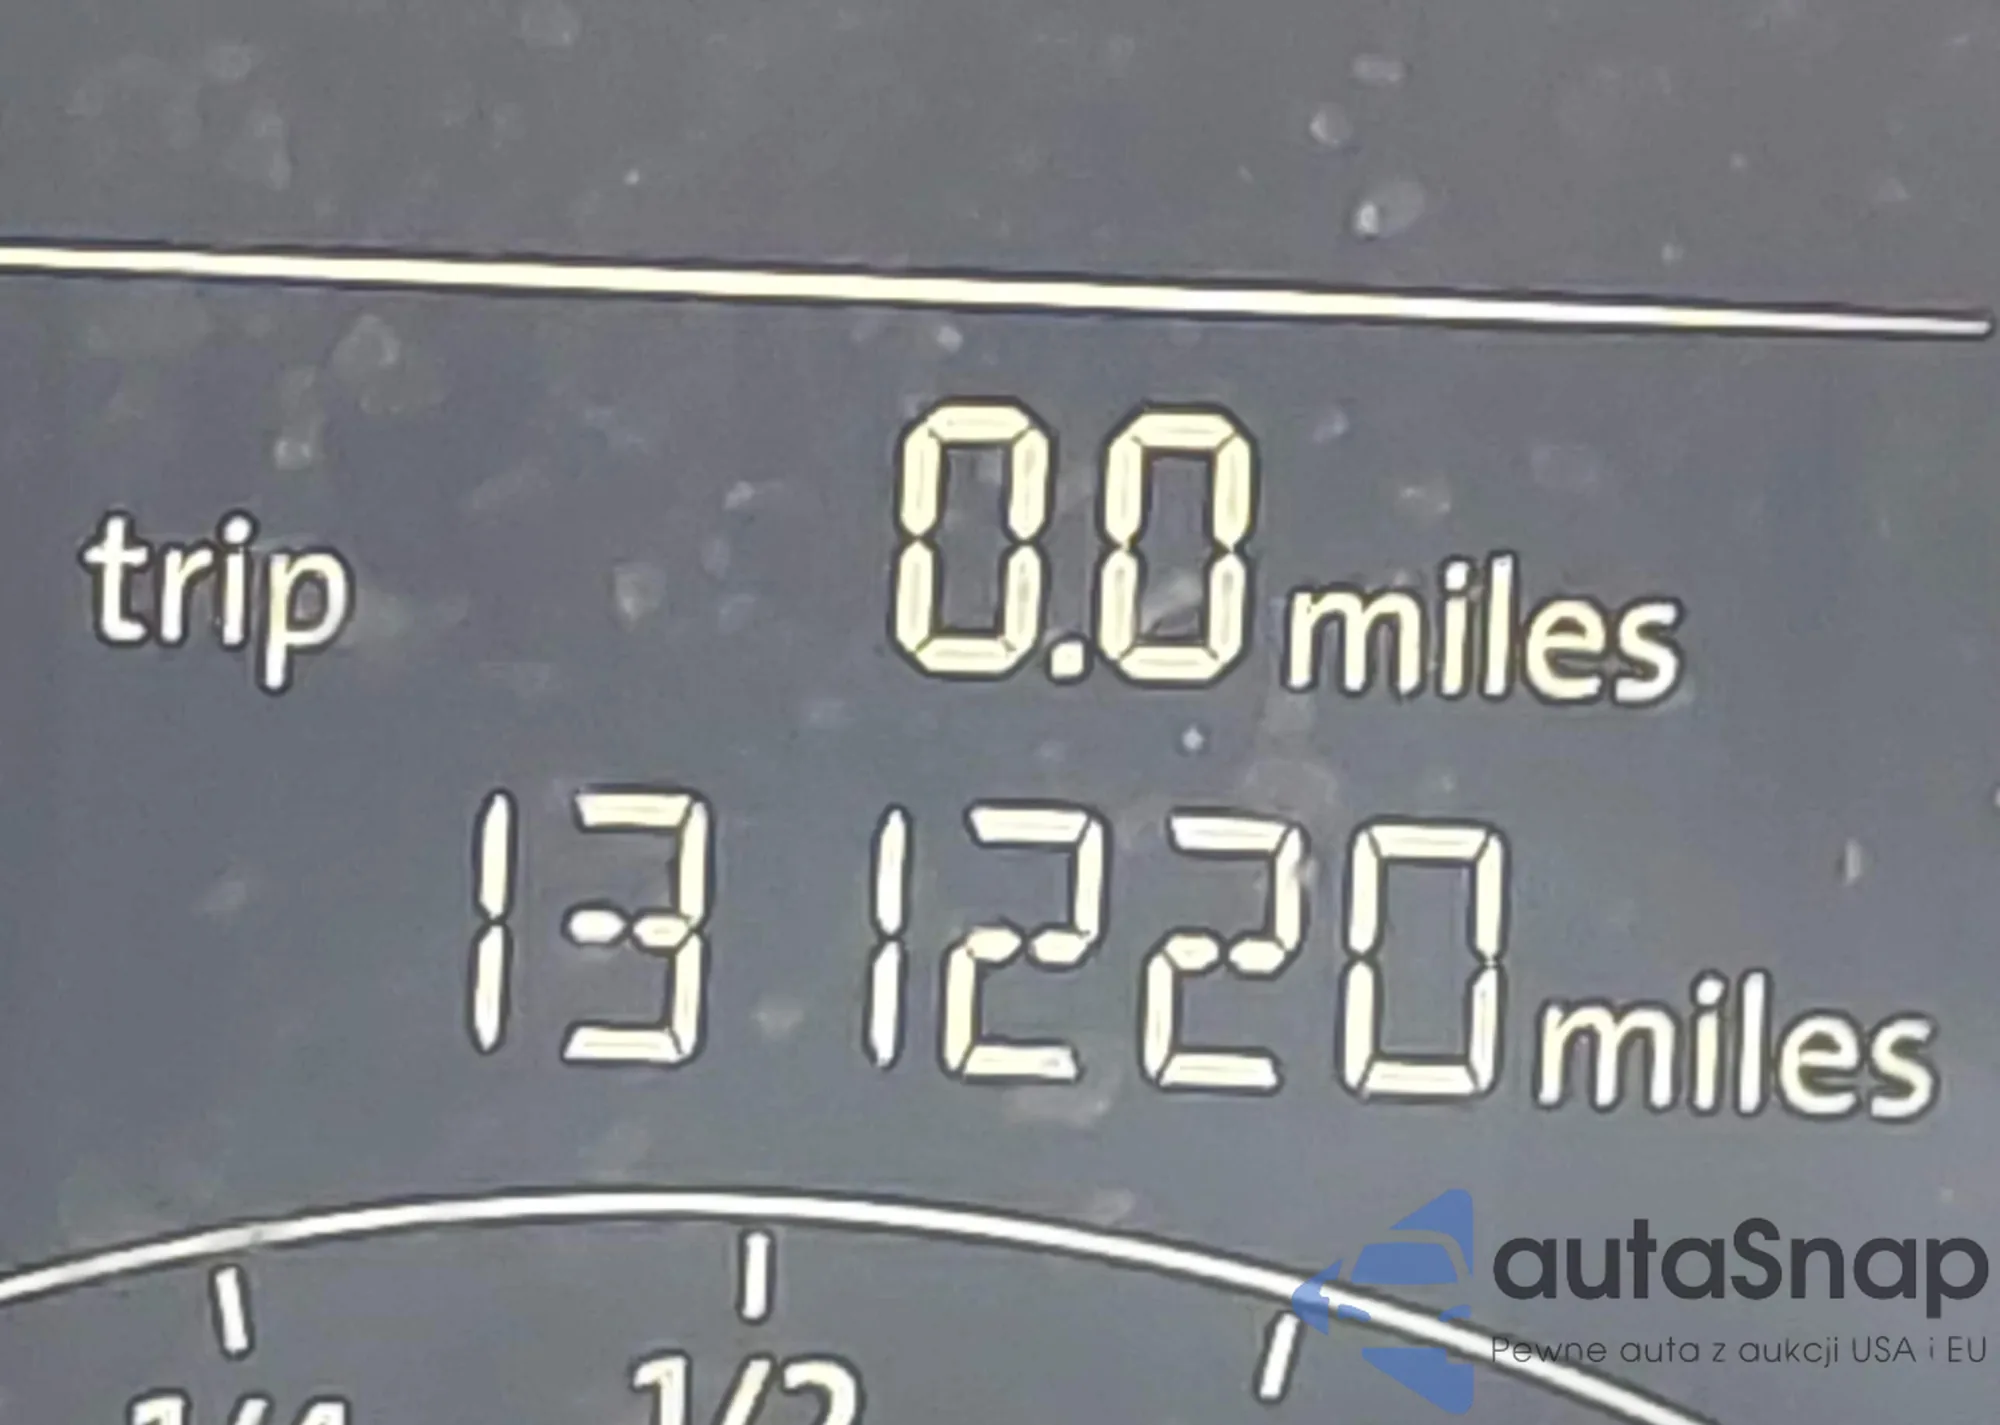 trip 0.0 miles
131220 miles
1/4 1/2
autaSnap
Pewne auta z aukcji USA i EU